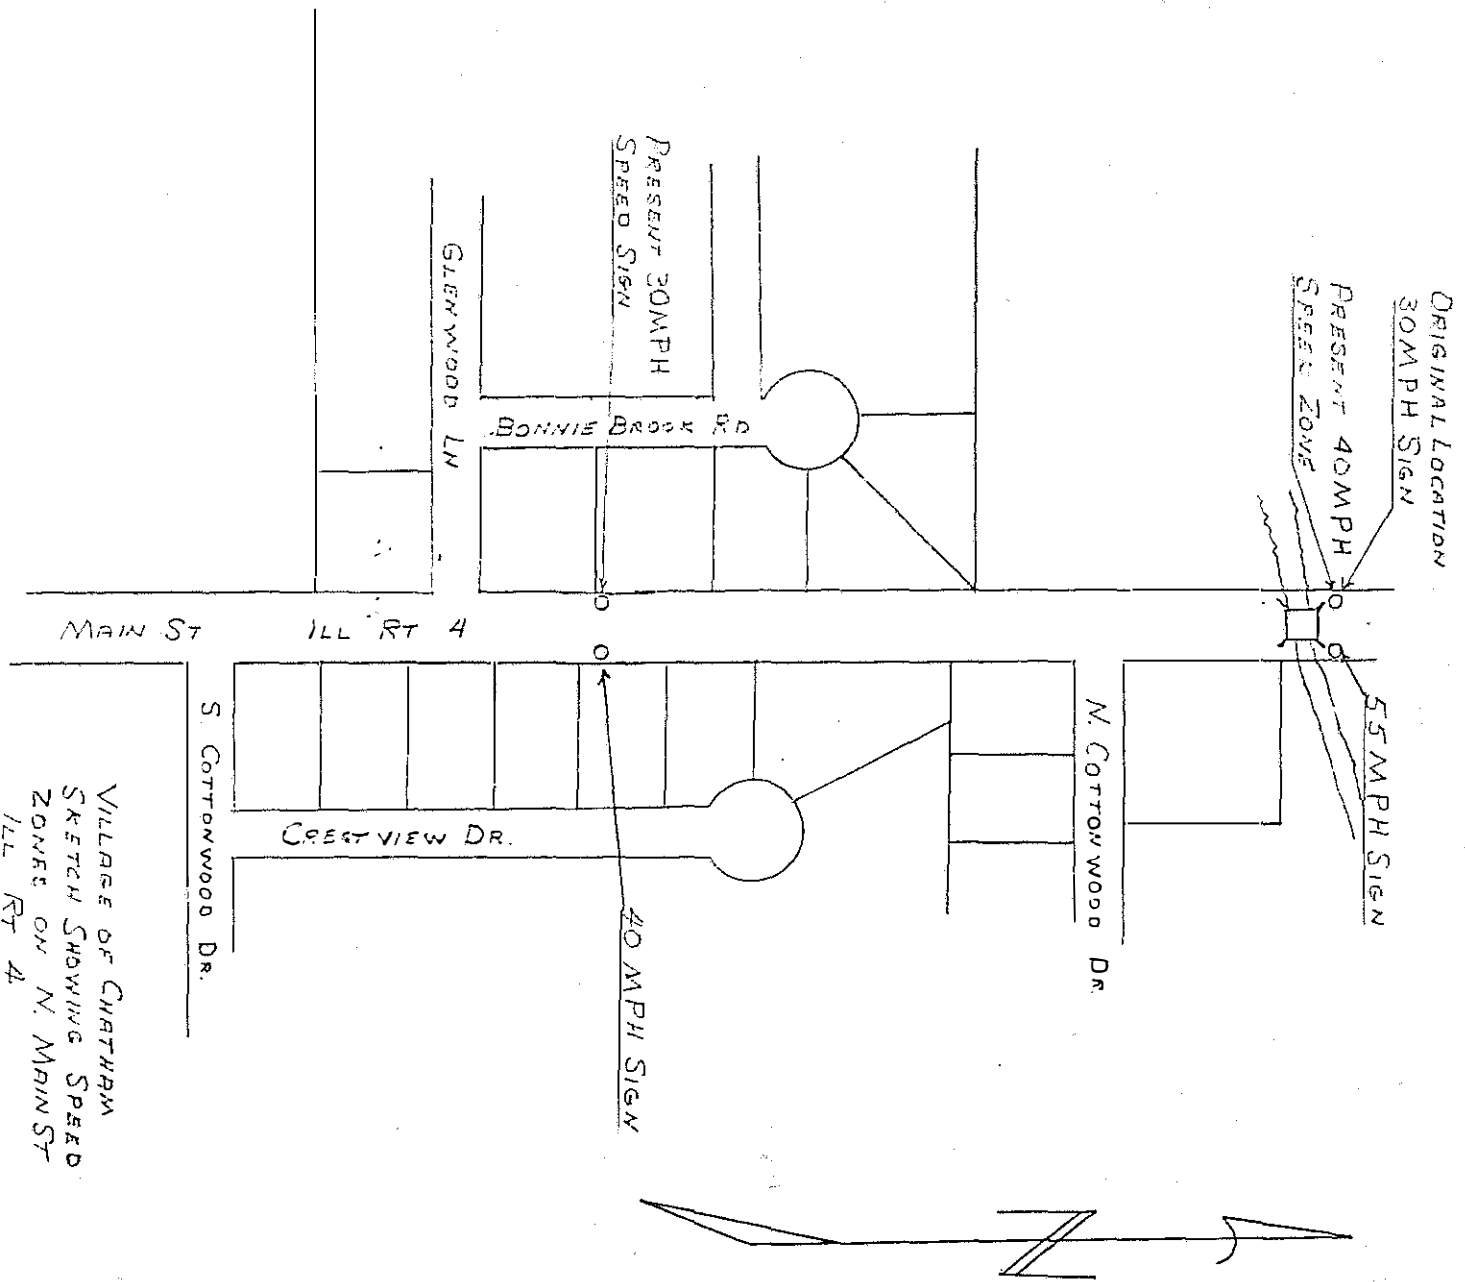 ORIGINAL LOCATION
30MPH SIGN
PRESENT 40MPH
SPEED ZONE
55 MPH SIGN
N. COTTONWOOD DR
PRESENT 30MPH
SPEED SIGN
BONNIE BROOK RD
GLENWOOD LN
MAIN ST ILL RT 4
40 MPH SIGN
CRESTVIEW DR.
S. COTTONWOOD DR.
VILLAGE OF CHATHAM
SKETCH SHOWING SPEED
ZONES ON N. MAIN ST
ILL RT 4
N